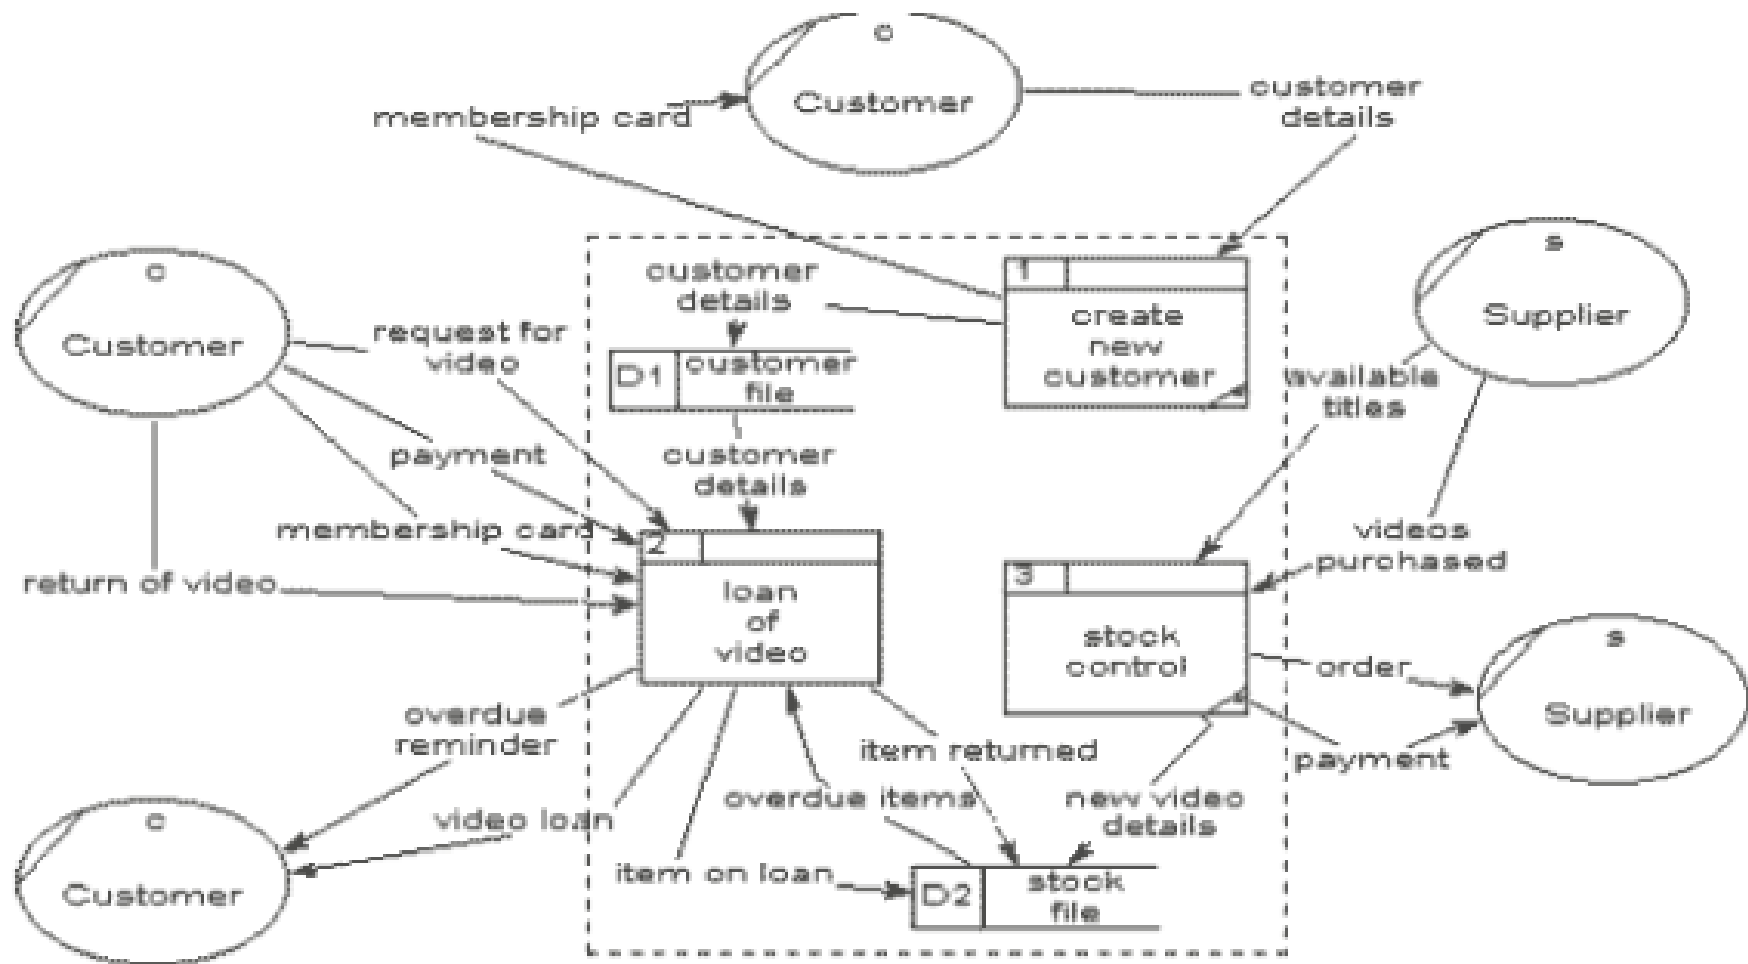 c
Customer
membership card
customer
details
c
Customer
request for
video
payment
membership card
return of video
customer
details
D1
customer
file
customer
details
1
create
new
customer
s
Supplier
available
titles
videos
purchased
2
loan
of
video
3
stock
control
order
payment
s
Supplier
overdue
reminder
video loan
item on loan
overdue items
item returned
new video
details
D2
stock
file
c
Customer